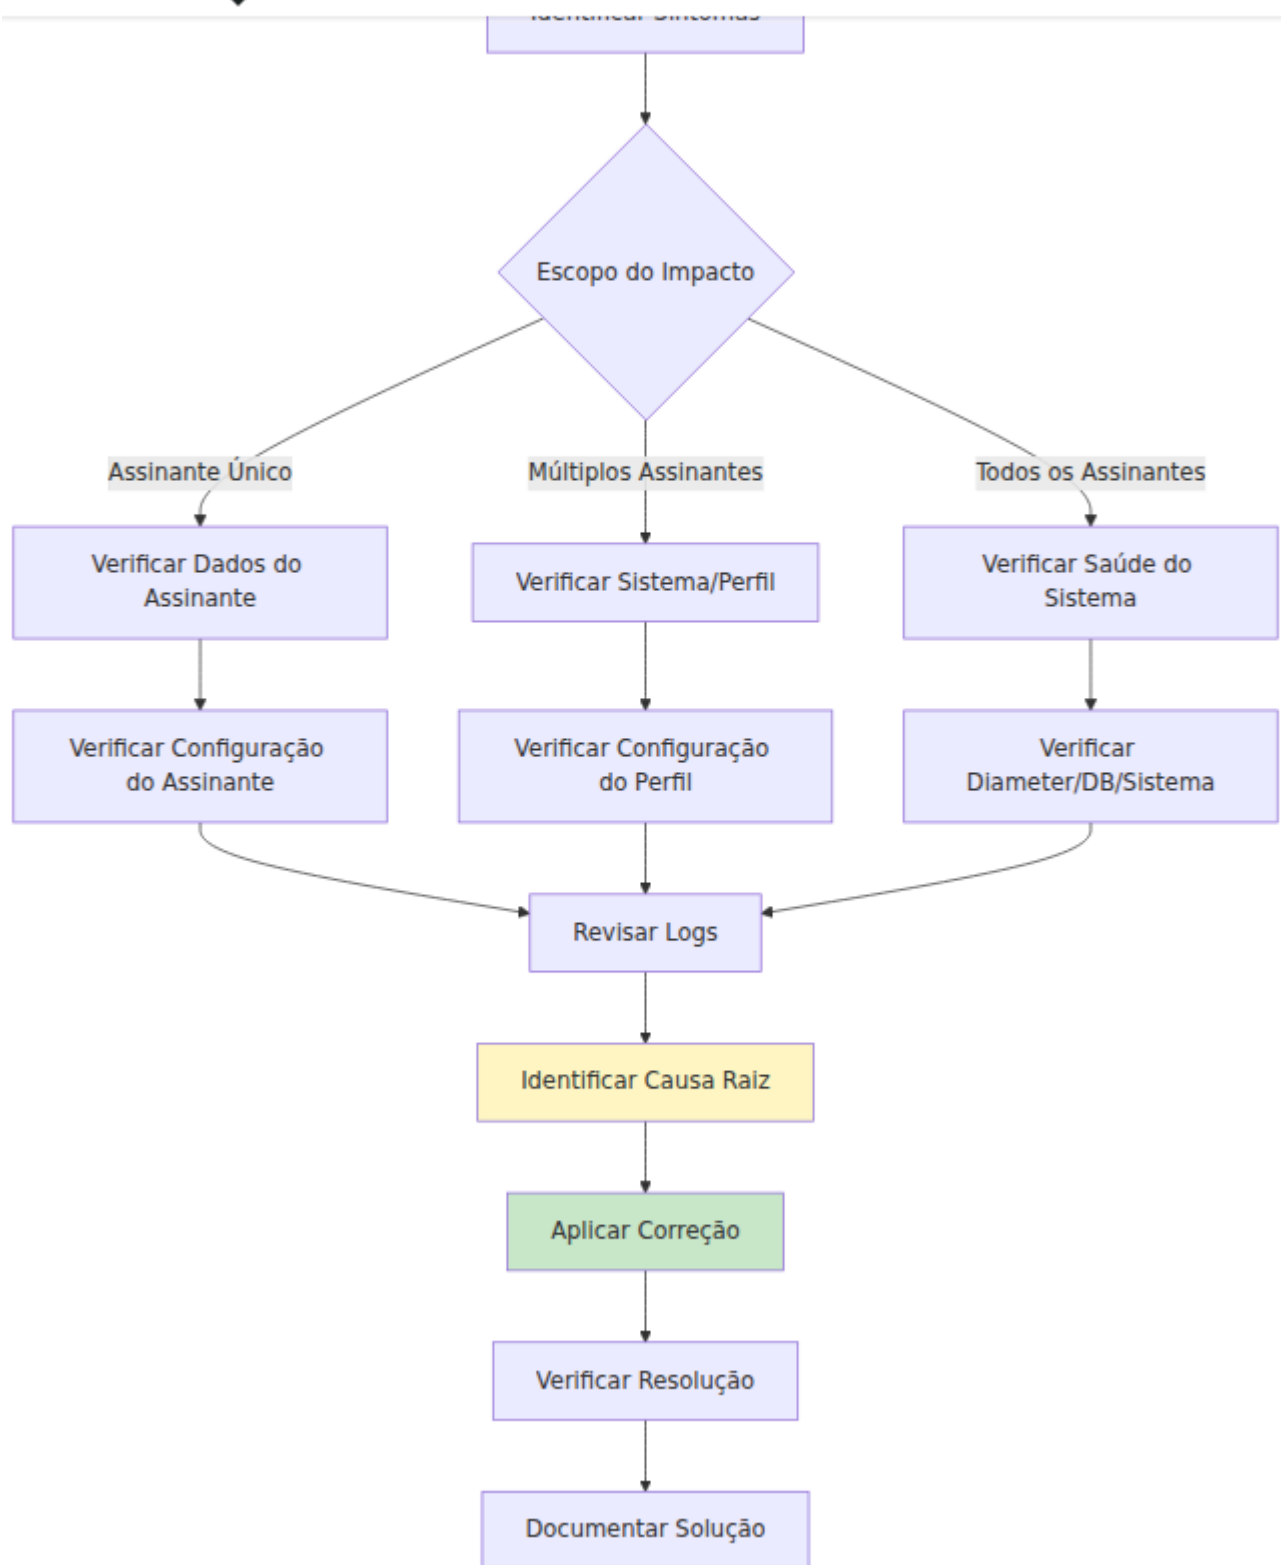 Identificar Sintomas
Escopo do Impacto
Assinante Único
Múltiplos Assinantes
Todos os Assinantes
Verificar Dados do
Assinante
Verificar Sistema/Perfil
Verificar Saúde do
Sistema
Verificar Configuração
do Assinante
Verificar Configuração
do Perfil
Verificar
Diameter/DB/Sistema
Revisar Logs
Identificar Causa Raiz
Aplicar Correção
Verificar Resolução
Documentar Solução